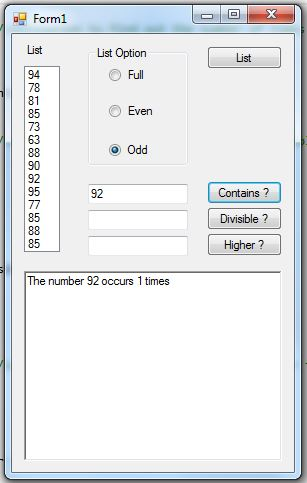 Form1
List
List Option
List
94
78
81
85
73
63
88
90
92
95
77
85
88
85
Full
Even
Odd
92
Contains ?
Divisible ?
Higher ?
The number 92 occurs 1 times